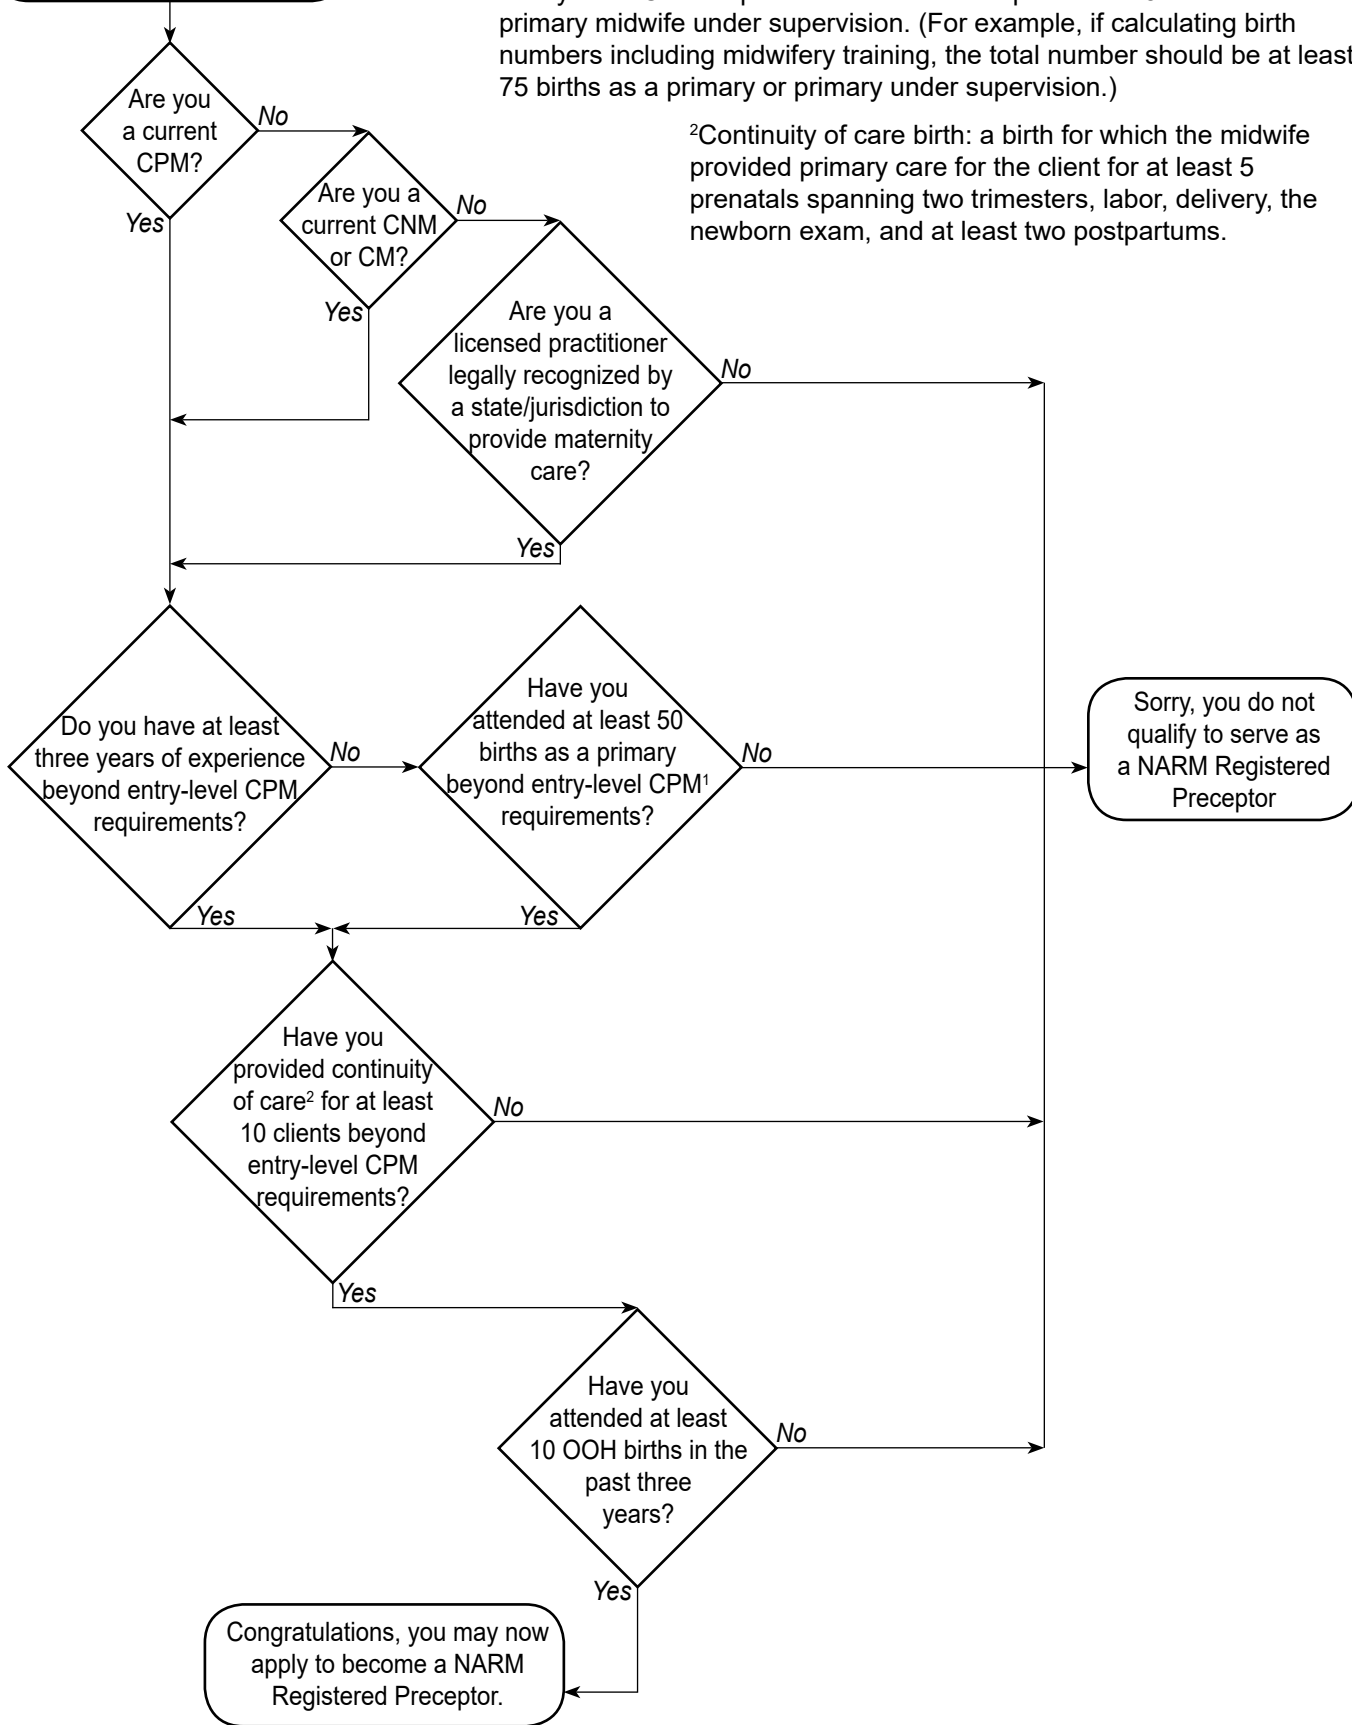 primary midwife under supervision. (For example, if calculating birth
numbers including midwifery training, the total number should be at least
75 births as a primary or primary under supervision.)
²Continuity of care birth: a birth for which the midwife
provided primary care for the client for at least 5
prenatals spanning two trimesters, labor, delivery, the
newborn exam, and at least two postpartums.
Are you
a current
CPM?
No
Yes
Are you a
current CNM
or CM?
No
Yes
Are you a
licensed practitioner
legally recognized by
a state/jurisdiction to
provide maternity
care?
No
Yes
Do you have at least
three years of experience
beyond entry-level CPM
requirements?
No
Yes
Have you
attended at least 50
births as a primary
beyond entry-level CPM¹
requirements?
No
Yes
Sorry, you do not
qualify to serve as
a NARM Registered
Preceptor
Have you
provided continuity
of care² for at least
10 clients beyond
entry-level CPM
requirements?
No
Yes
Have you
attended at least
10 OOH births in the
past three
years?
No
Yes
Congratulations, you may now
apply to become a NARM
Registered Preceptor.